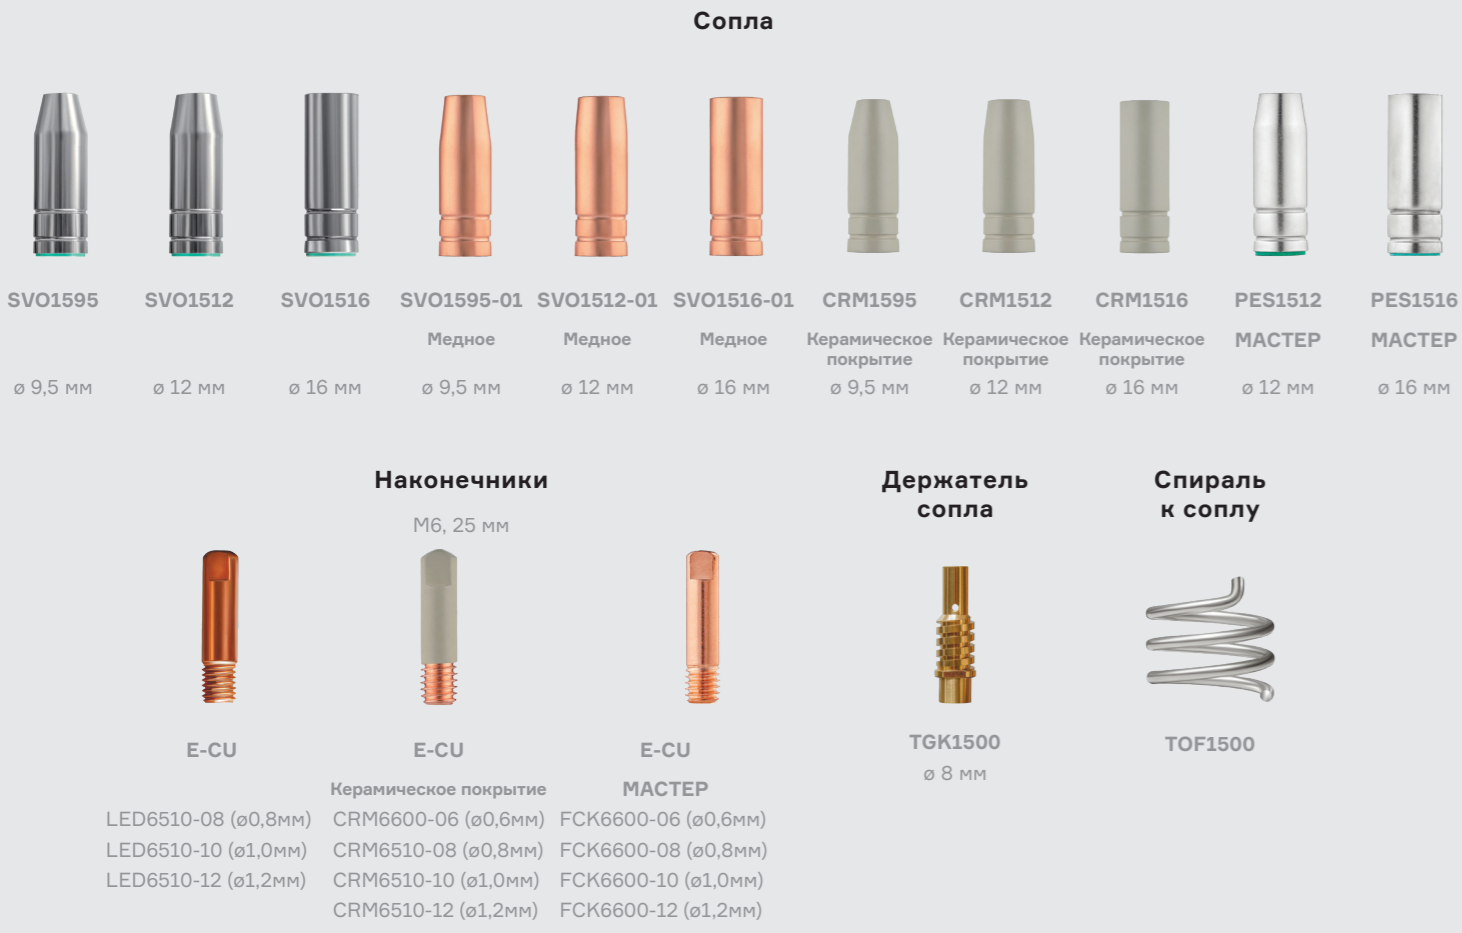 Сопла
SVO1595 SVO1512 SVO1516 SVO1595-01 SVO1512-01 SVO1516-01 CRM1595 CRM1512 CRM1516 PES1512 PES1516
Медное Медное Медное Керамическое Керамическое Керамическое МАСТЕР МАСТЕР
покрытие покрытие покрытие
ø 9,5 мм ø 12 мм ø 16 мм ø 9,5 мм ø 12 мм ø 16 мм ø 9,5 мм ø 12 мм ø 16 мм ø 12 мм ø 16 мм
Наконечники
М6, 25 мм
E-CU
LED6510-08 (ø0,8мм)
LED6510-10 (ø1,0мм)
LED6510-12 (ø1,2мм)
E-CU
Керамическое покрытие
CRM6600-06 (ø0,6мм)
CRM6510-08 (ø0,8мм)
CRM6510-10 (ø1,0мм)
CRM6510-12 (ø1,2мм)
E-CU
МАСТЕР
FCK6600-06 (ø0,6мм)
FCK6600-08 (ø0,8мм)
FCK6600-10 (ø1,0мм)
FCK6600-12 (ø1,2мм)
Держатель
сопла
TGK1500
ø 8 мм
Спираль
к соплу
TOF1500